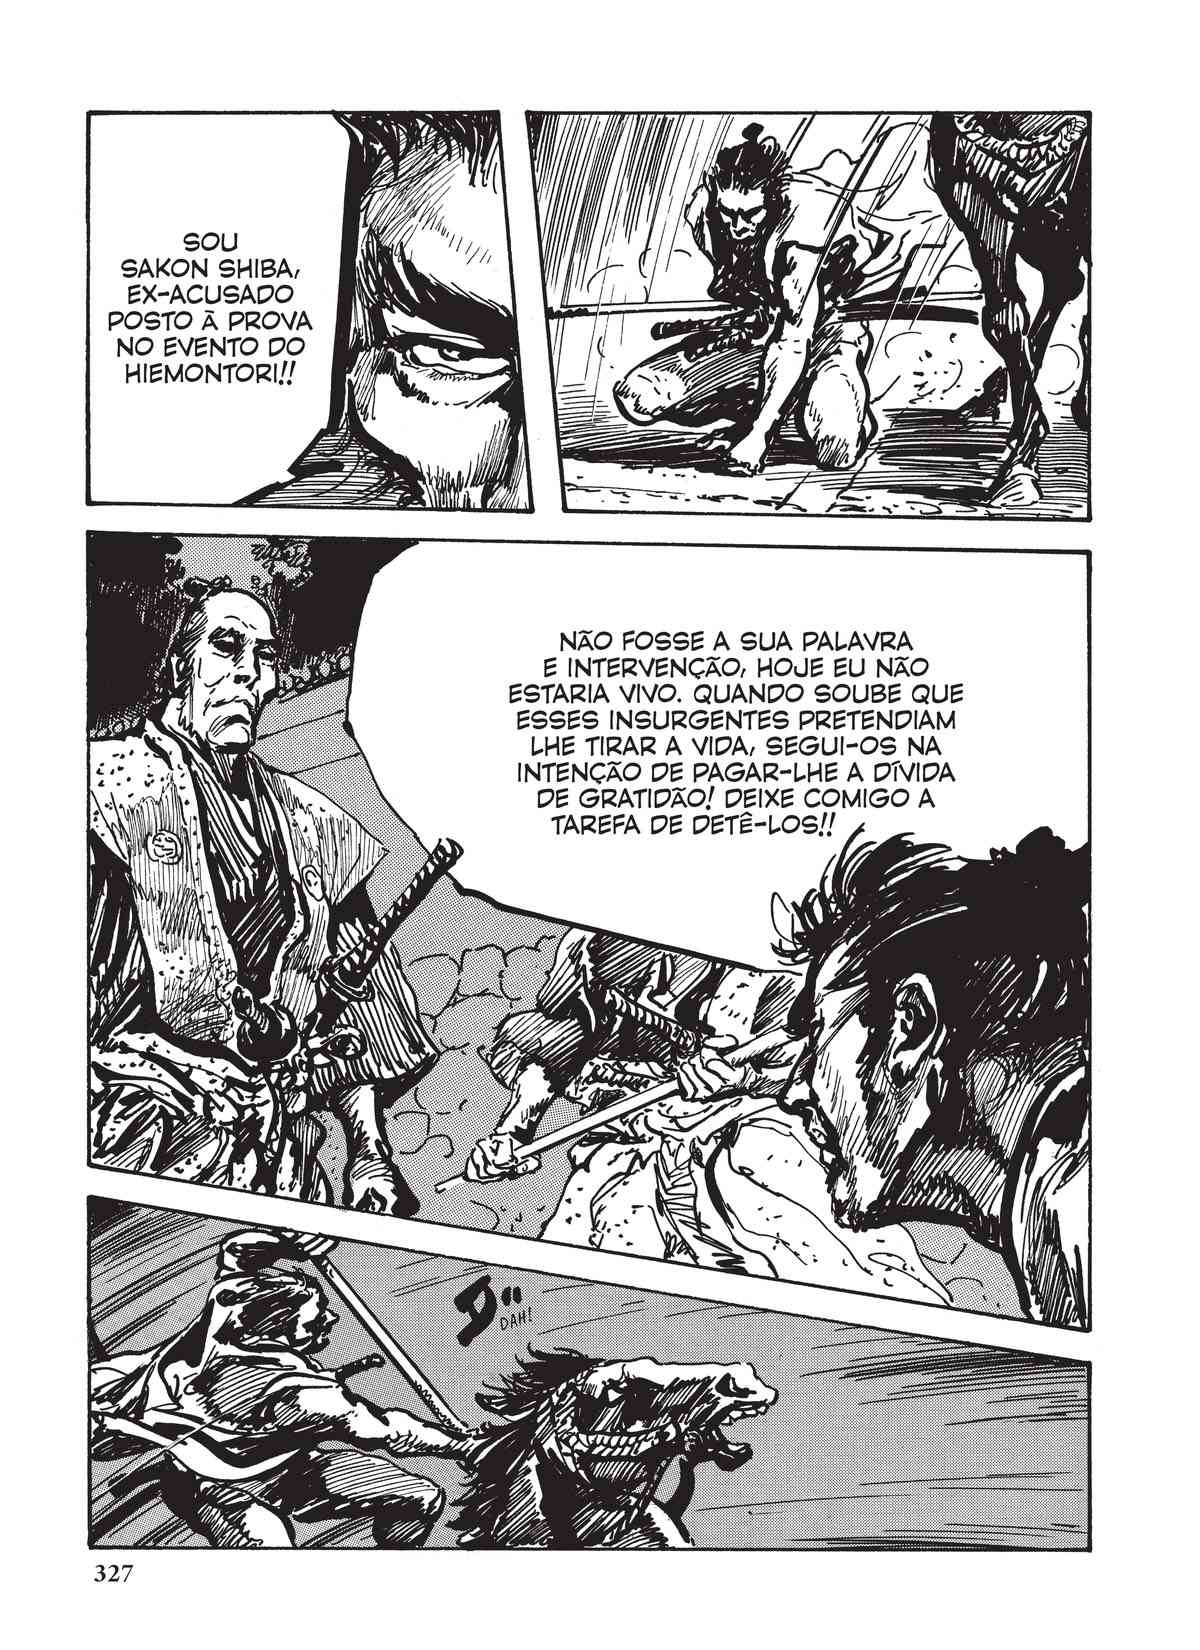 SOU
SAKON SHIBA,
EX-ACUSADO
POSTO À PROVA
NO EVENTO DO
HIEMONTORI!!
NÃO FOSSE A SUA PALAVRA
E INTERVENÇÃO, HOJE EU NÃO
ESTARIA VIVO. QUANDO SOUBE QUE
ESSES INSURGENTES PRETENDIAM
LHE TIRAR A VIDA, SEGUI-OS NA
INTENÇÃO DE PAGAR-LHE A DÍVIDA
DE GRATIDÃO! DEIXE COMIGO A
TAREFA DE DETÊ-LOS!!
ダッ
DAH!
327